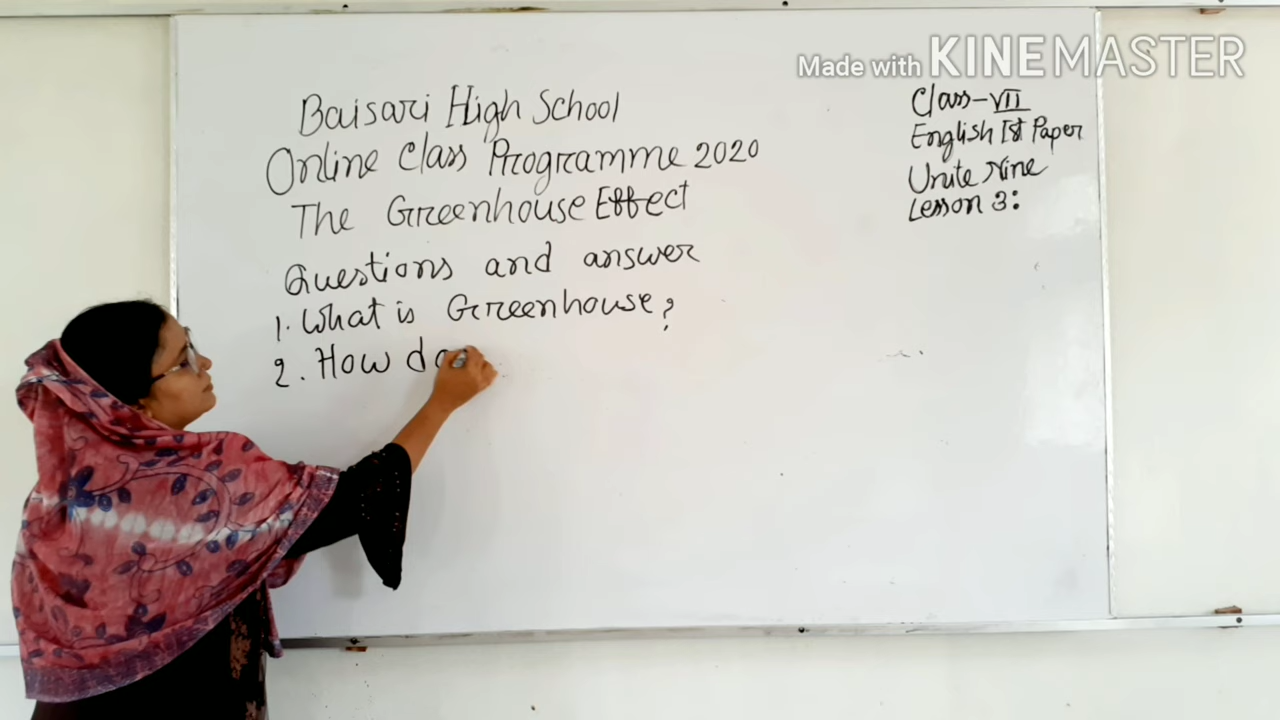 Made with KINEMASTER
Baisari High School
Online Class Programme 2020
The Greenhouse Effect
Questions and answer
1. What is Greenhouse?
2. How do
Class-VII
English Ist Paper
Unite Nine
Lesson 3: